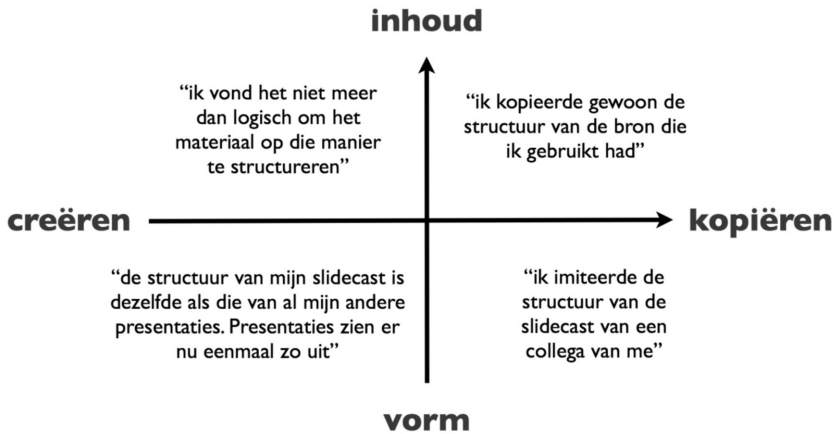 inhoud
“ik vond het niet meer
dan logisch om het
materiaal op die manier
te structureren”
“ik kopieerde gewoon de
structuur van de bron die
ik gebruikt had”
creëren
kopiëren
“de structuur van mijn slidecast is
dezelfde als die van al mijn andere
presentaties. Presentaties zien er
nu eenmaal zo uit”
“ik imiteerde de
structuur van de
slidecast van een
collega van me”
vorm